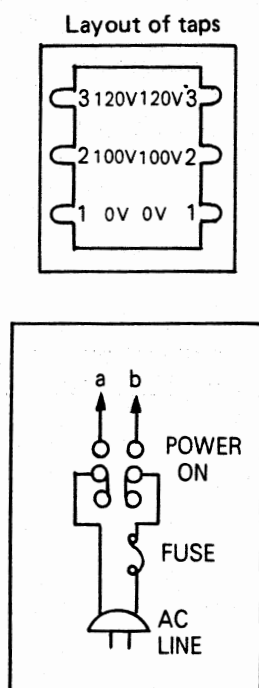 Layout of taps
3 120V 120V 3
2 100V 100V 2
1 0V 0V 1
a b
POWER
ON
FUSE
AC
LINE